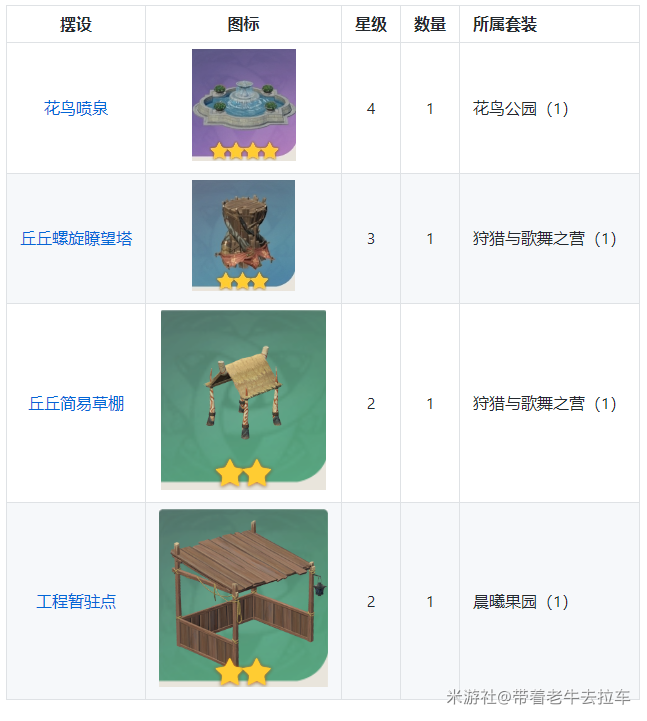 摆设 图标 星级 数量 所属套装
花鸟喷泉 4 1 花鸟公园（1）
丘丘螺旋瞭望塔 3 1 狩猎与歌舞之营（1）
丘丘简易草棚 2 1 狩猎与歌舞之营（1）
工程暂驻点 2 1 晨曦果园（1）
米游社@带着老牛去拉车